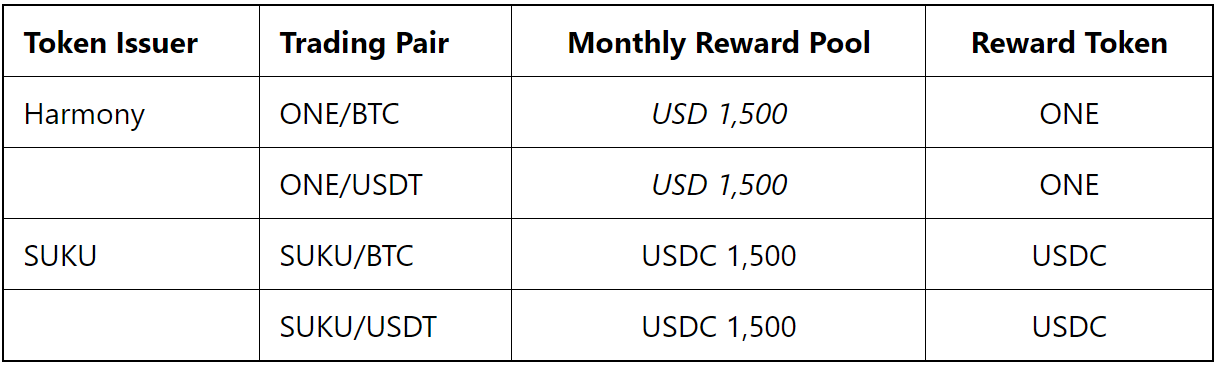 Token Issuer Trading Pair Monthly Reward Pool Reward Token
Harmony ONE/BTC USD 1,500 ONE
ONE/USDT USD 1,500 ONE
SUKU SUKU/BTC USDC 1,500 USDC
SUKU/USDT USDC 1,500 USDC